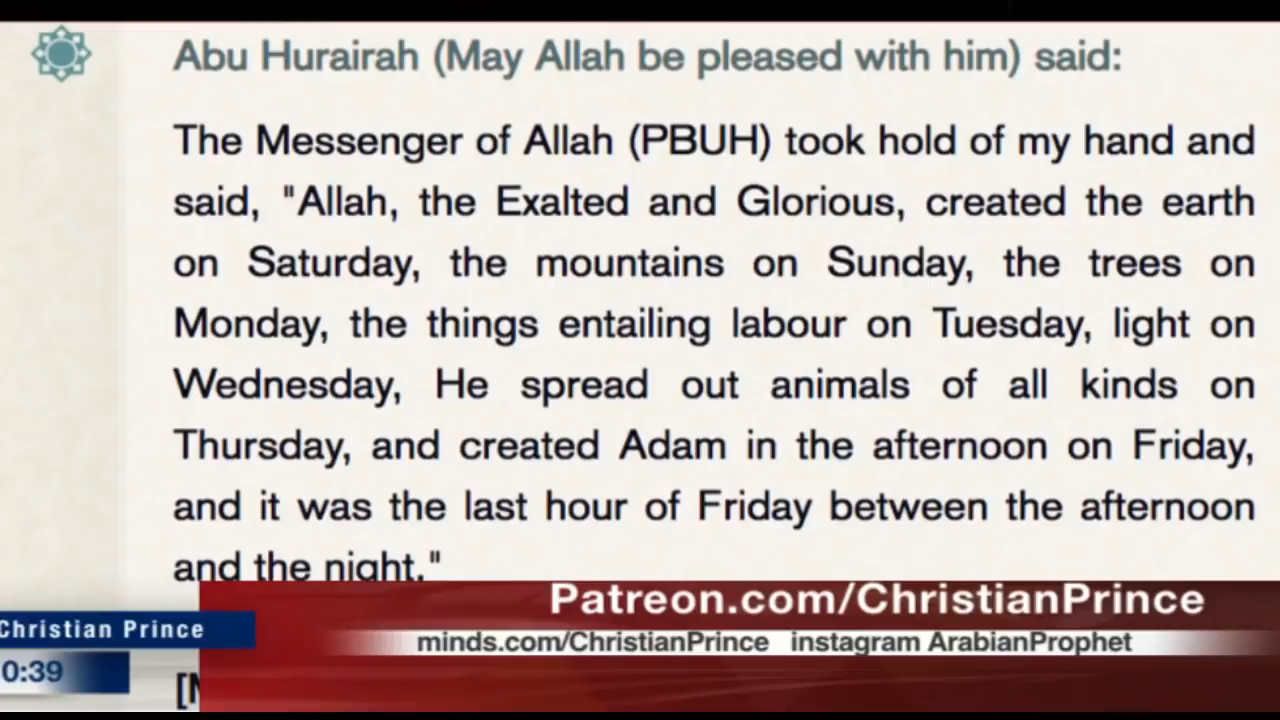 Abu Hurairah (May Allah be pleased with him) said:
The Messenger of Allah (PBUH) took hold of my hand and
said, "Allah, the Exalted and Glorious, created the earth
on Saturday, the mountains on Sunday, the trees on
Monday, the things entailing labour on Tuesday, light on
Wednesday, He spread out animals of all kinds on
Thursday, and created Adam in the afternoon on Friday,
and it was the last hour of Friday between the afternoon
and the night."
Patreon.com/ChristianPrince
Christian Prince
minds.com/ChristianPrince instagram ArabianProphet
0:39